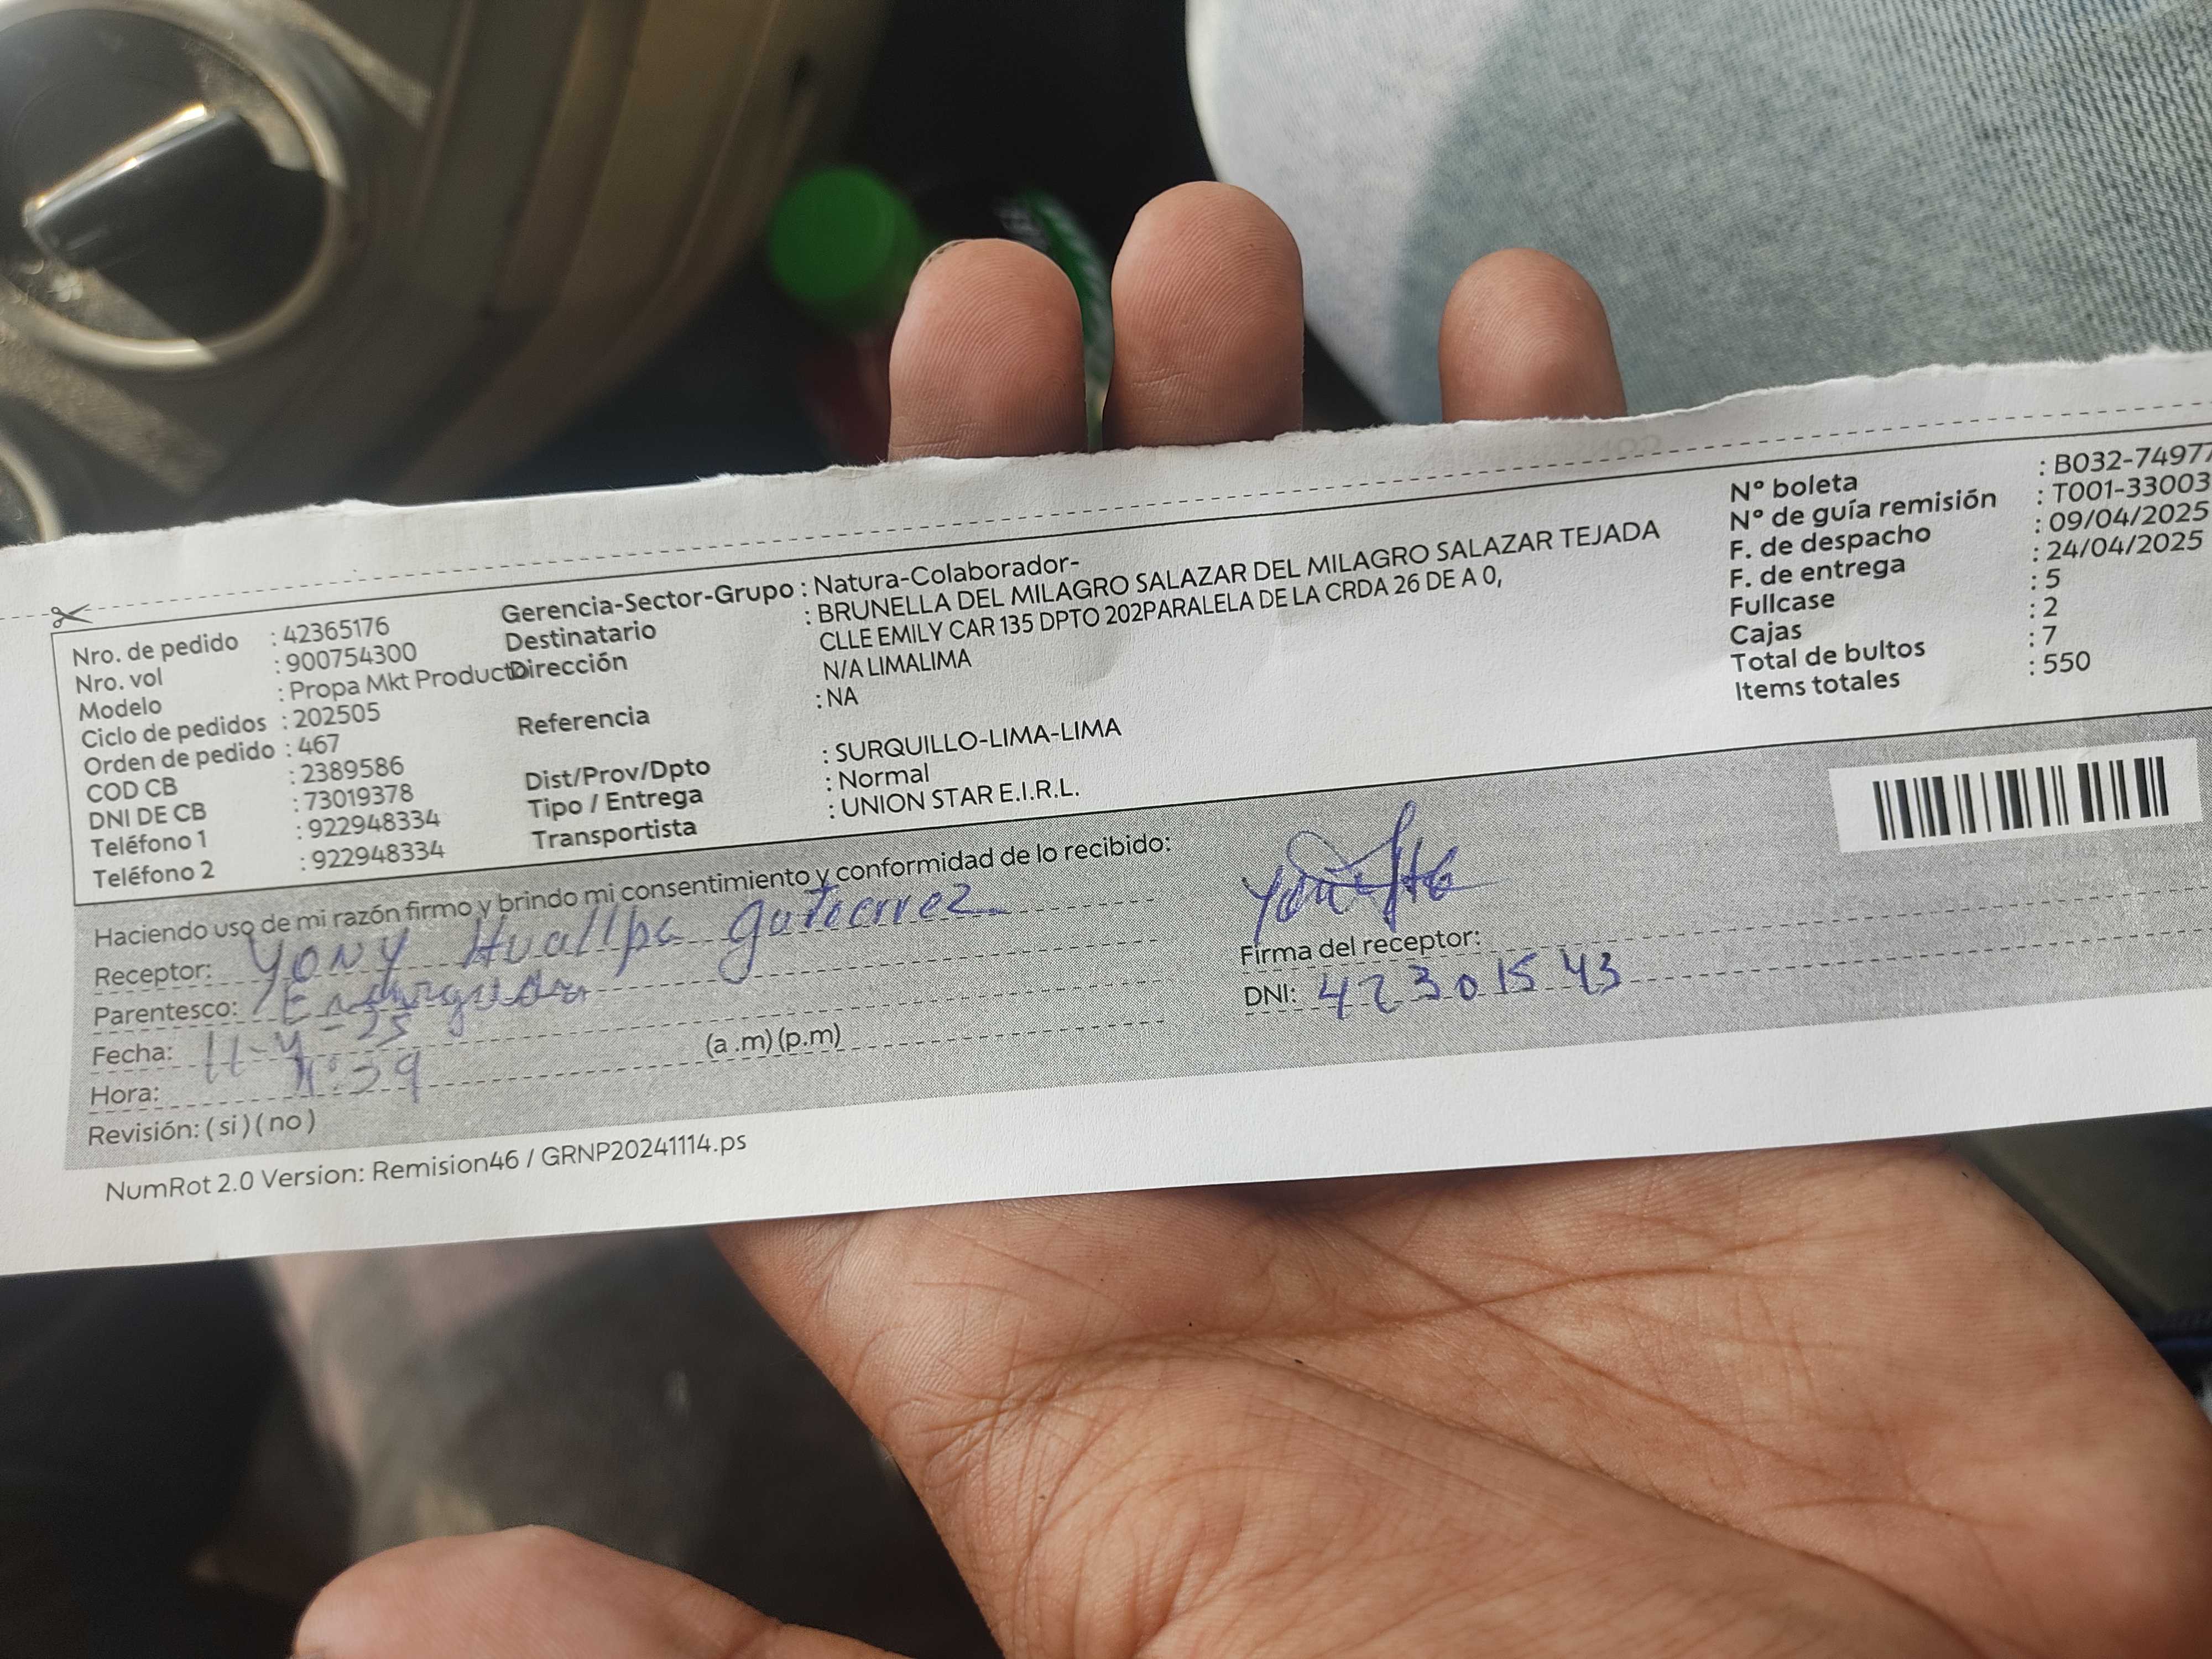 Nro. de pedido : 42365176
Nro. vol : 900754300
Modelo : Propa Mkt Producto
Ciclo de pedidos : 202505
Orden de pedido : 467
COD CB : 2389586
DNI DE CB : 73019378
Teléfono 1 : 922948334
Teléfono 2 : 922948334
Gerencia-Sector-Grupo : Natura-Colaborador-
Destinatario : BRUNELLA DEL MILAGRO SALAZAR DEL MILAGRO SALAZAR TEJADA
Dirección CLLE EMILY CAR 135 DPTO 202PARALELA DE LA CRDA 26 DE A 0,
N/A LIMALIMA
Referencia : NA
Dist/Prov/Dpto : SURQUILLO-LIMA-LIMA
Tipo / Entrega : Normal
Transportista : UNION STAR E.I.R.L.
N° boleta : B032-74977
N° de guía remisión : T001-33003
F. de despacho : 09/04/2025
F. de entrega : 24/04/2025
Fullcase : 5
Cajas : 2
Total de bultos : 7
Items totales : 550
Haciendo uso de mi razón firmo y brindo mi consentimiento y conformidad de lo recibido:
Receptor: YONY Huallpa gutierrez
Parentesco:
Fecha: 11-4-25
Hora: 11:39 (a .m) (p.m)
Revisión: ( si ) ( no )
Firma del receptor:
DNI: 42301543
NumRot 2.0 Version: Remision46 / GRNP20241114.ps